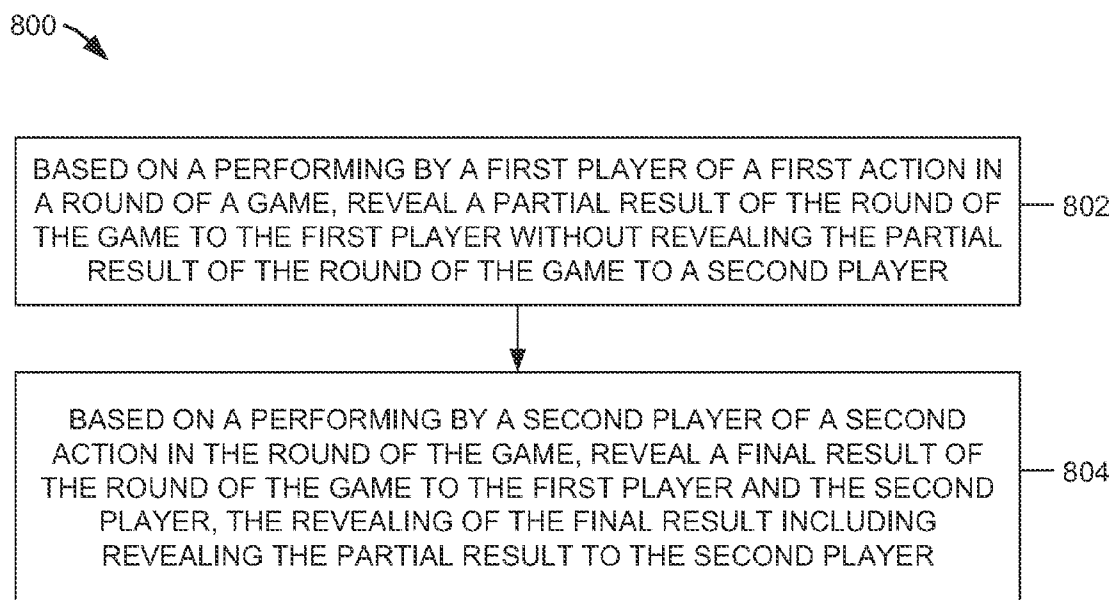 800
BASED ON A PERFORMING BY A FIRST PLAYER OF A FIRST ACTION IN
A ROUND OF A GAME, REVEAL A PARTIAL RESULT OF THE ROUND OF
THE GAME TO THE FIRST PLAYER WITHOUT REVEALING THE PARTIAL
RESULT OF THE ROUND OF THE GAME TO A SECOND PLAYER
802
BASED ON A PERFORMING BY A SECOND PLAYER OF A SECOND
ACTION IN THE ROUND OF THE GAME, REVEAL A FINAL RESULT OF
THE ROUND OF THE GAME TO THE FIRST PLAYER AND THE SECOND
PLAYER, THE REVEALING OF THE FINAL RESULT INCLUDING
REVEALING THE PARTIAL RESULT TO THE SECOND PLAYER
804